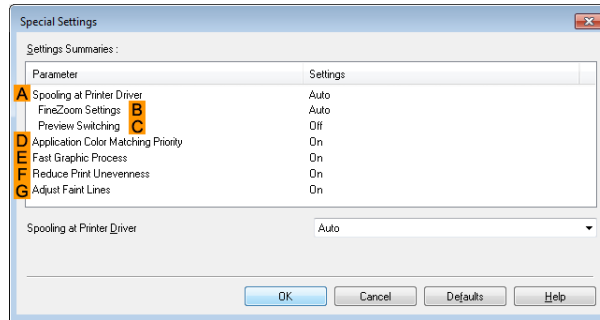 Special Settings
Settings Summaries :
Parameter Settings
A Spooling at Printer Driver Auto
FineZoom Settings B Auto
Preview Switching C Off
D Application Color Matching Priority On
E Fast Graphic Process On
F Reduce Print Unevenness On
G Adjust Faint Lines On
Spooling at Printer Driver Auto
OK Cancel Defaults Help